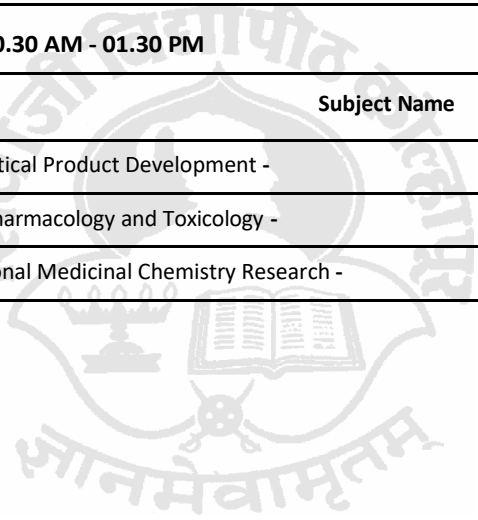 0.30 AM - 01.30 PM
Subject Name
tical Product Development -
harmacology and Toxicology -
onal Medicinal Chemistry Research -
ज्ञानमेवामृतम्